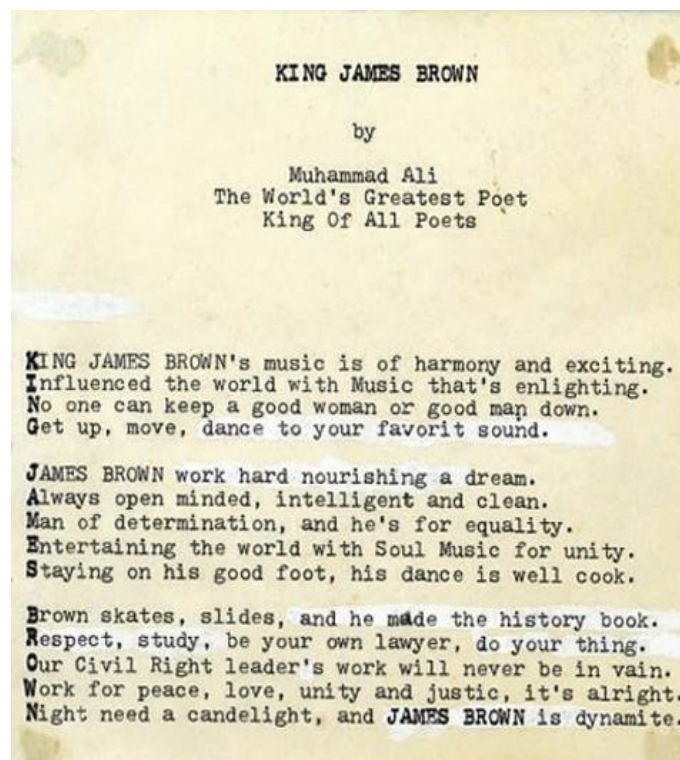 KING JAMES BROWN
by
Muhammad Ali
The World's Greatest Poet
King Of All Poets
KING JAMES BROWN's music is of harmony and exciting.
Influenced the world with Music that's enlighting.
No one can keep a good woman or good man down.
Get up, move, dance to your favorit sound.
JAMES BROWN work hard nourishing a dream.
Always open minded, intelligent and clean.
Man of determination, and he's for equality.
Entertaining the world with Soul Music for unity.
Staying on his good foot, his dance is well cook.
Brown skates, slides, and he made the history book.
Respect, study, be your own lawyer, do your thing.
Our Civil Right leader's work will never be in vain.
Work for peace, love, unity and justic, it's alright.
Night need a candelight, and JAMES BROWN is dynamite.